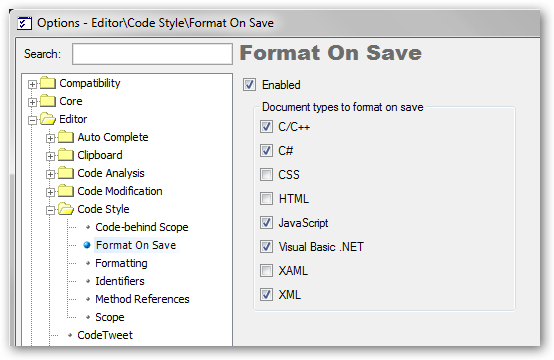 Options - Editor\Code Style\Format On Save
Search:
Format On Save
Compatibility
Core
Editor
Auto Complete
Clipboard
Code Analysis
Code Modification
Code Style
Code-behind Scope
Format On Save
Formatting
Identifiers
Method References
Scope
CodeTweet
Enabled
Document types to format on save
C/C++
C#
CSS
HTML
JavaScript
Visual Basic .NET
XAML
XML